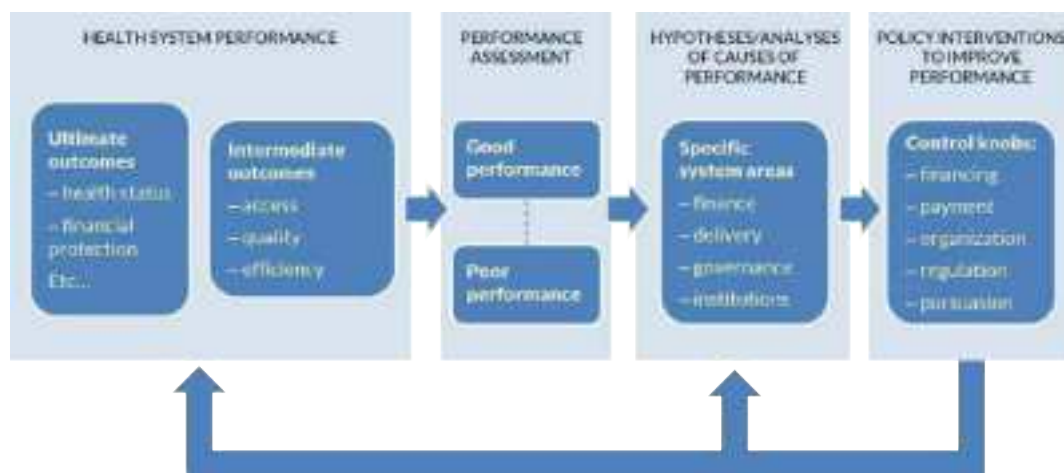 HEALTH SYSTEM PERFORMANCE
Ultimate
outcomes
– health status
– financial
protection
Etc...
Intermediate
outcomes
– access
– quality
– efficiency
PERFORMANCE
ASSESSMENT
Good
performance
Poor
performance
HYPOTHESES/ANALYSES
OF CAUSES OF
PERFORMANCE
Specific
system areas
– finance
– delivery
– governance
– institutions
POLICY INTERVENTIONS
TO IMPROVE
PERFORMANCE
Control knobs:
– financing
– payment
– organization
– regulation
– pursuasion